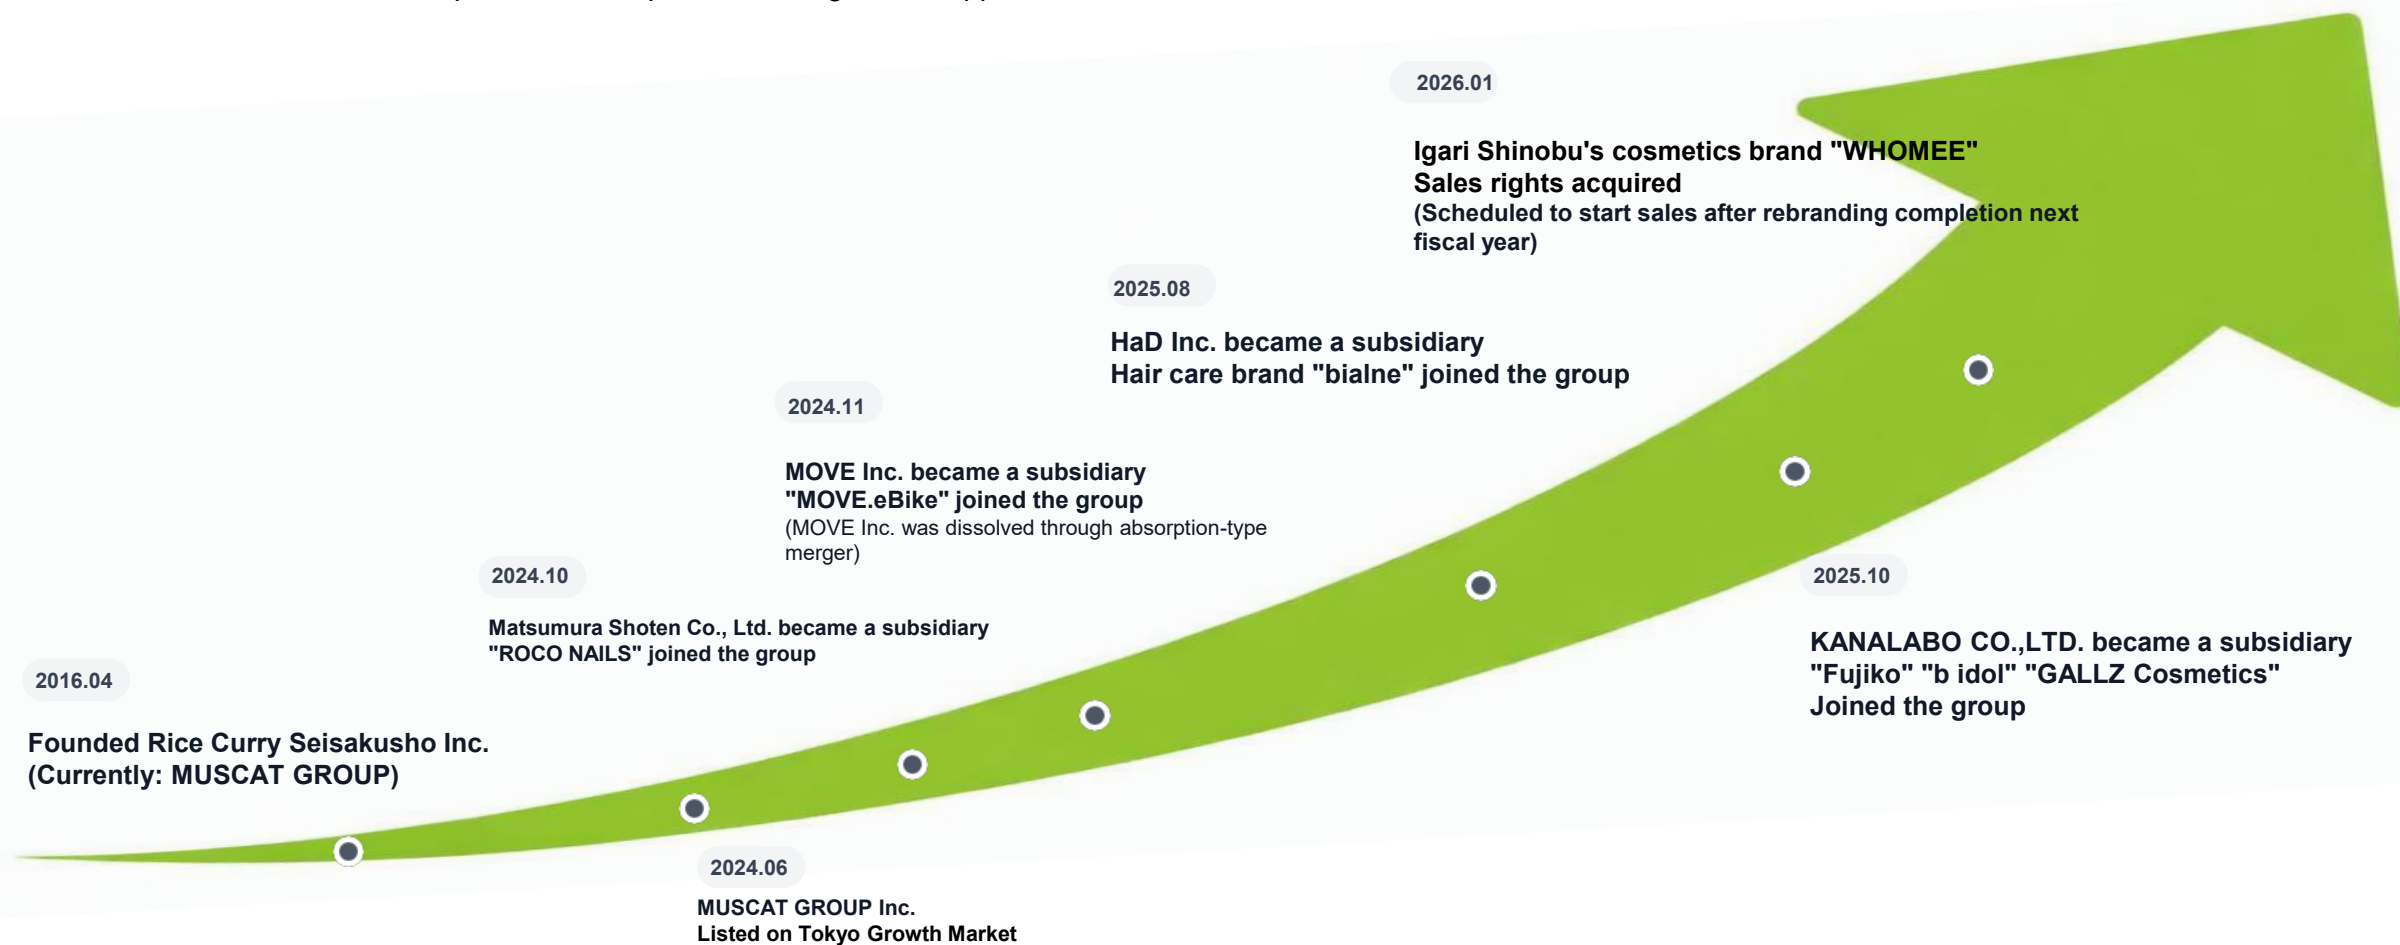 2026.01
Igari Shinobu's cosmetics brand "WHOMEE"
Sales rights acquired
(Scheduled to start sales after rebranding completion next
fiscal year)
2025.08
HaD Inc. became a subsidiary
Hair care brand "bialne" joined the group
2024.11
MOVE Inc. became a subsidiary
"MOVE.eBike" joined the group
(MOVE Inc. was dissolved through absorption-type
merger)
2024.10
Matsumura Shoten Co., Ltd. became a subsidiary
"ROCO NAILS" joined the group
2025.10
KANALABO CO.,LTD. became a subsidiary
"Fujiko" "b idol" "GALLZ Cosmetics"
Joined the group
2016.04
Founded Rice Curry Seisakusho Inc.
(Currently: MUSCAT GROUP)
2024.06
MUSCAT GROUP Inc.
Listed on Tokyo Growth Market